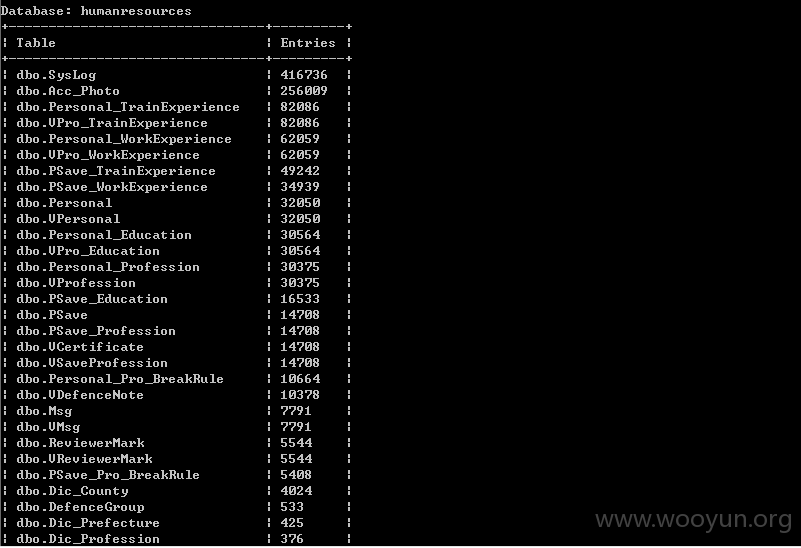 Database: humanresources
+--------------------------------+---------+
¦ Table ¦ Entries ¦
+--------------------------------+---------+
¦ dbo.SysLog ¦ 416736 ¦
¦ dbo.Acc_Photo ¦ 256009 ¦
¦ dbo.Personal_TrainExperience ¦ 82086 ¦
¦ dbo.VPro_TrainExperience ¦ 82086 ¦
¦ dbo.Personal_WorkExperience ¦ 62059 ¦
¦ dbo.VPro_WorkExperience ¦ 62059 ¦
¦ dbo.PSave_TrainExperience ¦ 49242 ¦
¦ dbo.PSave_WorkExperience ¦ 34939 ¦
¦ dbo.Personal ¦ 32050 ¦
¦ dbo.VPersonal ¦ 32050 ¦
¦ dbo.Personal_Education ¦ 30564 ¦
¦ dbo.VPro_Education ¦ 30564 ¦
¦ dbo.Personal_Profession ¦ 30375 ¦
¦ dbo.VProfession ¦ 30375 ¦
¦ dbo.PSave_Education ¦ 16533 ¦
¦ dbo.PSave ¦ 14708 ¦
¦ dbo.PSave_Profession ¦ 14708 ¦
¦ dbo.VCertificate ¦ 14708 ¦
¦ dbo.VSaveProfession ¦ 14708 ¦
¦ dbo.Personal_Pro_BreakRule ¦ 10664 ¦
¦ dbo.VDefenceNote ¦ 10378 ¦
¦ dbo.Msg ¦ 7791 ¦
¦ dbo.VMsg ¦ 7791 ¦
¦ dbo.ReviewerMark ¦ 5544 ¦
¦ dbo.VReviewerMark ¦ 5544 ¦
¦ dbo.PSave_Pro_BreakRule ¦ 5408 ¦
¦ dbo.Dic_County ¦ 4024 ¦
¦ dbo.DefenceGroup ¦ 533 ¦
¦ dbo.Dic_Prefecture ¦ 425 ¦
¦ dbo.Dic_Profession ¦ 376 ¦
www.wooyun.org